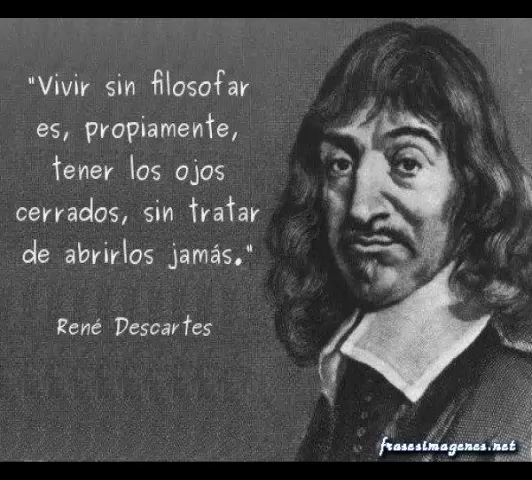 "Vivir sin filosofar
es, propiamente,
tener los ojos
cerrados, sin tratar
de abrirlos jamás."
René Descartes
frasesimagenes.net